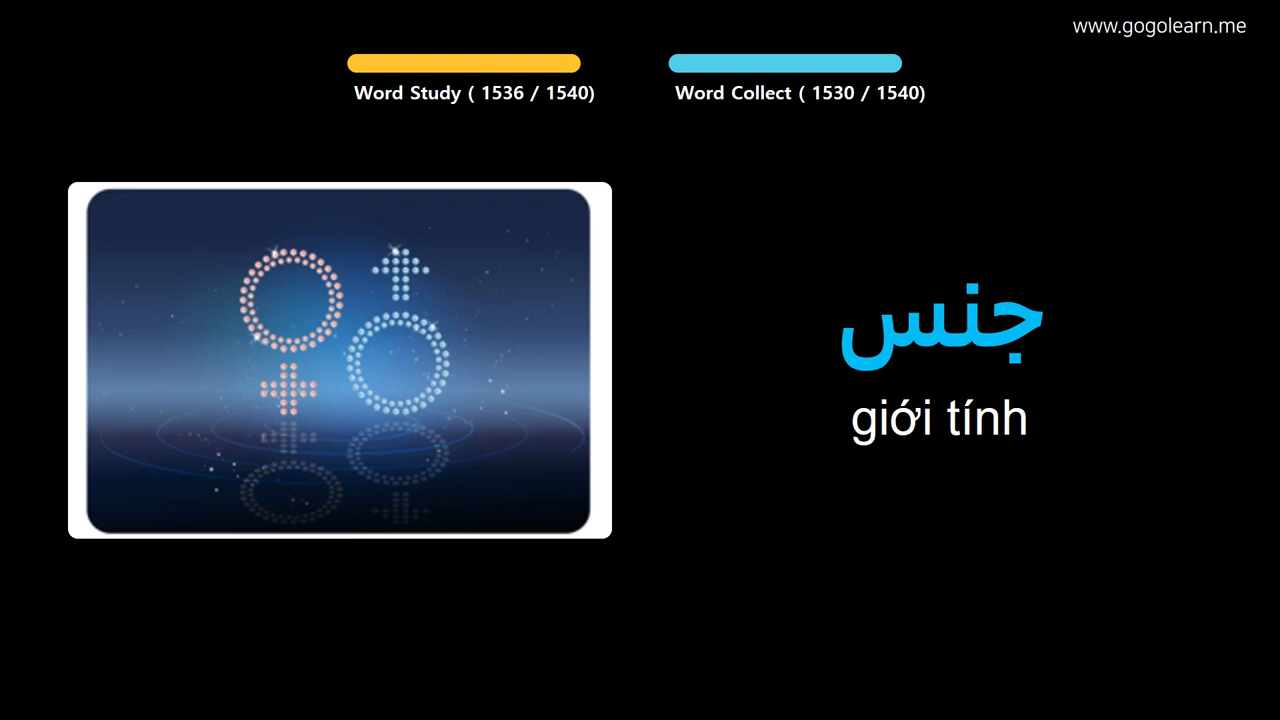 www.gogolearn.me
Word Study ( 1536 / 1540)
Word Collect ( 1530 / 1540)
جنس
giới tính